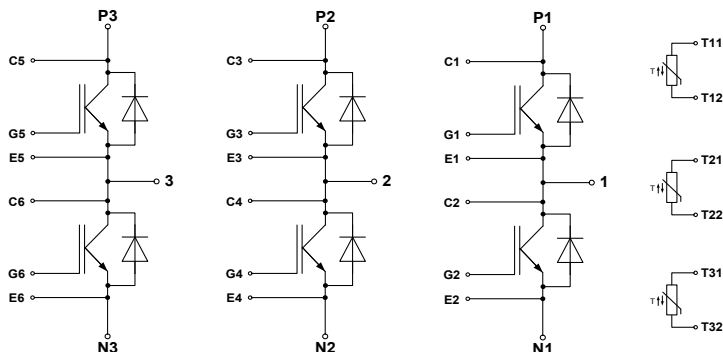 P3 P2 P1
T11
C5 C3 C1
T
T12
G5 G3 G1
E5 E3 E1
T21
3 2 1
T
C6 C4 C2
T22
G6 G4 G2
T31
E6 E4 E2
T
T32
N3 N2 N1